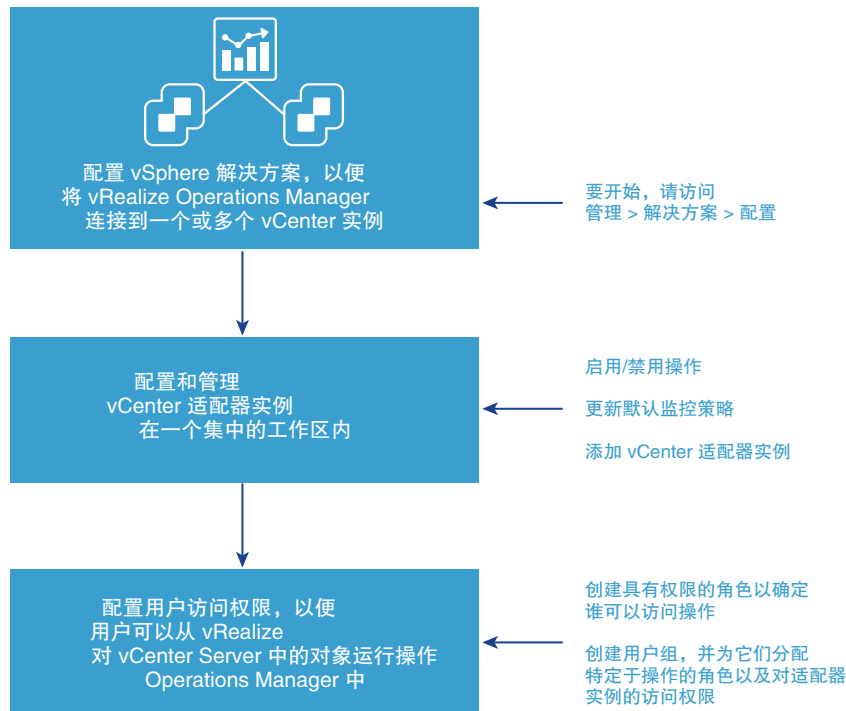 配置 vSphere 解决方案，以便
将 vRealize Operations Manager
连接到一个或多个 vCenter 实例
要开始，请访问
管理 > 解决方案 > 配置
配置和管理
vCenter 适配器实例
在一个集中的工作区内
启用/禁用操作
更新默认监控策略
添加 vCenter 适配器实例
配置用户访问权限，以便
用户可以从 vRealize
对 vCenter Server 中的对象运行操作
Operations Manager 中
创建具有权限的角色以确定
谁可以访问操作
创建用户组，并为它们分配
特定于操作的角色以及对适配器
实例的访问权限